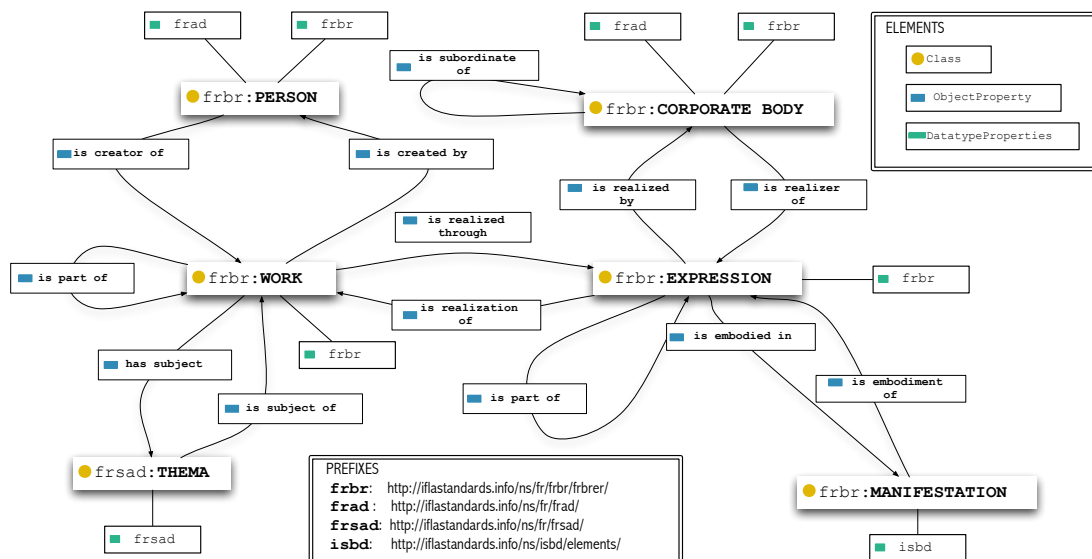 frad
frbr
frbr:PERSON
is creator of
is created by
is subordinate
of
frad
frbr
frbr:CORPORATE BODY
is realized
by
is realizer
of
ELEMENTS
Class
ObjectProperty
DatatypeProperties
is realized
through
is part of
frbr:WORK
frbr:EXPRESSION
frbr
is realization
of
has subject
frbr
is subject of
is embodied in
is part of
is embodiment
of
frsad:THEMA
frsad
frbr:MANIFESTATION
isbd
PREFIXES
frbr: http://iflastandards.info/ns/fr/frbr/frbrer/
frad: http://iflastandards.info/ns/fr/frad/
frsad: http://iflastandards.info/ns/fr/frsad/
isbd: http://iflastandards.info/ns/isbd/elements/